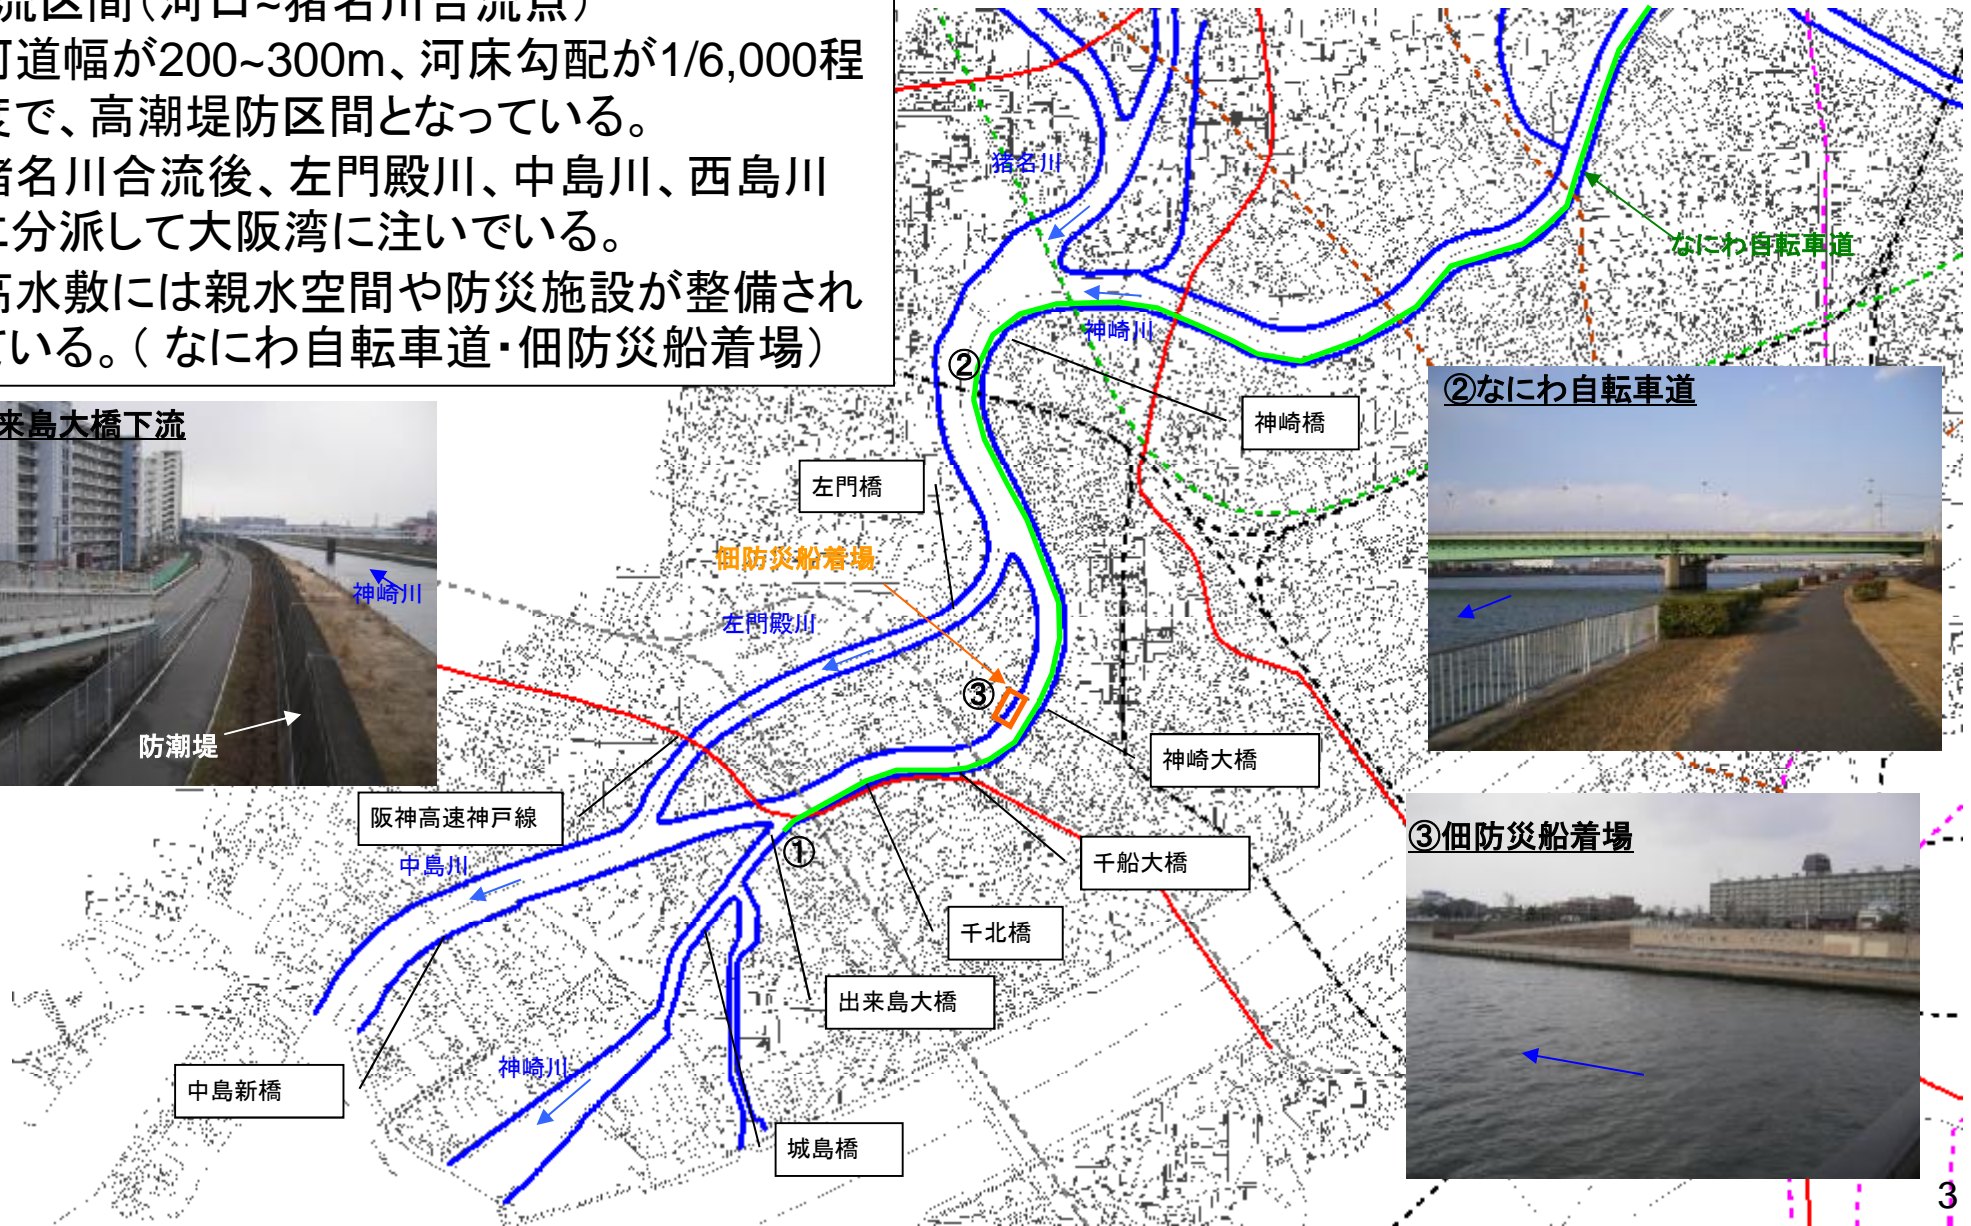 流区間(河口~猪名川合流点)
河道幅が200~300m、河床勾配が1/6,000程
度で、高潮堤防区間となっている。
猪名川合流後、左門殿川、中島川、西島川
に分派して大阪湾に注いでいる。
高水敷には親水空間や防災施設が整備され
ている。( なにわ自転車道・佃防災船着場)
猪名川
なにわ自転車道
神崎川
②
神崎橋
②なにわ自転車道
来島大橋下流
神崎川
防潮堤
左門橋
佃防災船着場
左門殿川
③
神崎大橋
阪神高速神戸線
中島川
①
千船大橋
③佃防災船着場
千北橋
出来島大橋
神崎川
中島新橋
城島橋
3